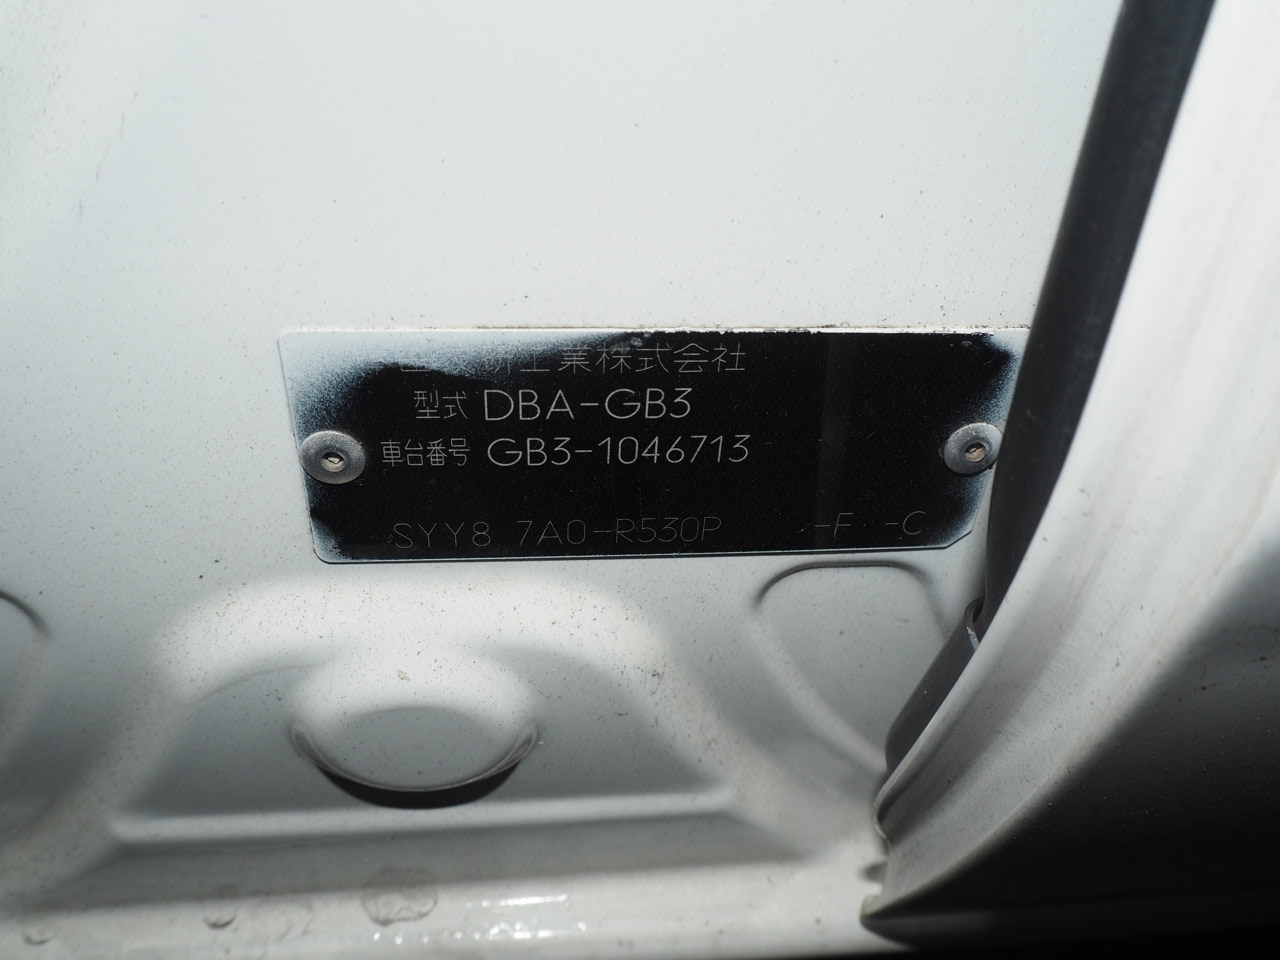 工業株式会社
型式 DBA-GB3
車台番号 GB3-1046713
SYY8 7A0-R530P -F -C